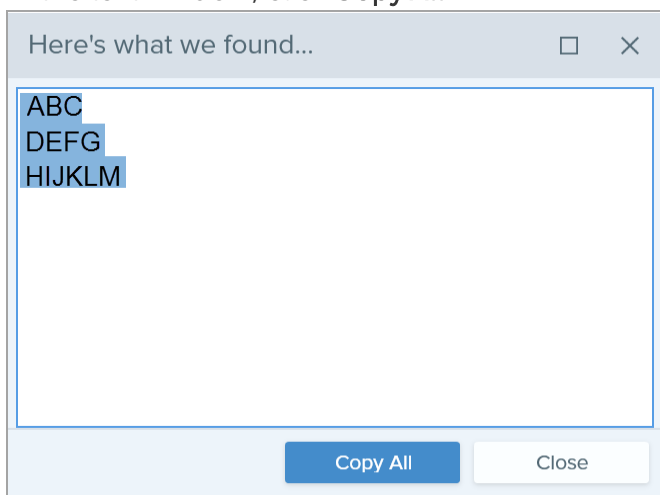 Here's what we found...
ABC
DEFG
HIJKLM
Copy All
Close